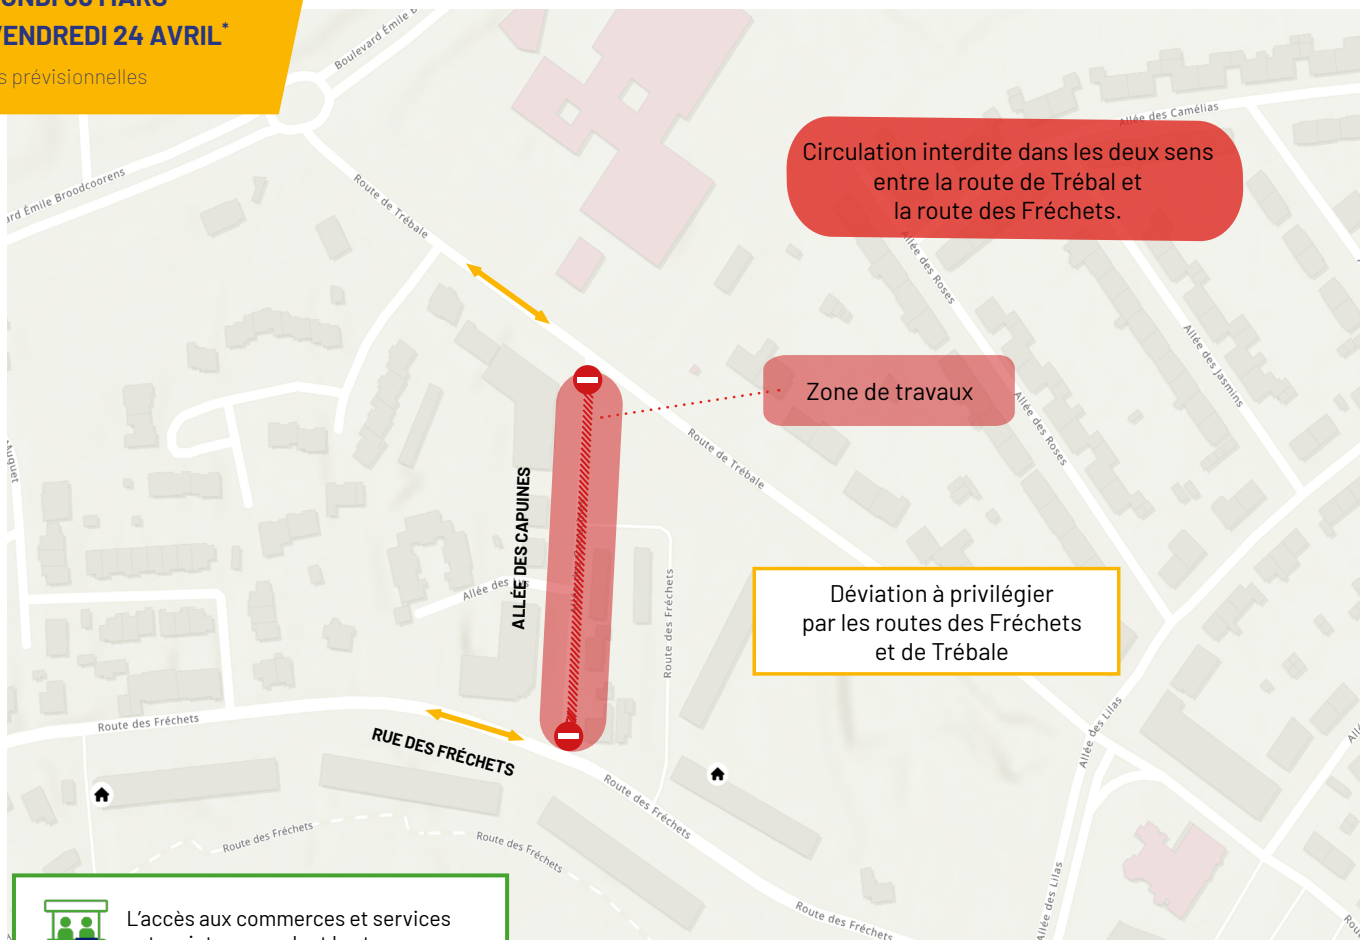 VENDREDI 24 AVRIL*
prévisionnelles
Boulevard Émile
Émile Broodcoorens
Route de Trébale
Allée des Camélias
Circulation interdite dans les deux sens
entre la route de Trébal et
la route des Fréchets.
Allée des Roses
Allée des Jasmins
Zone de travaux
Allée des Roses
Route de Trébale
Muguet
ALLÉE DES CAPUINES
Allée des Lys
Route des Fréchets
Déviation à privilégier
par les routes des Fréchets
et de Trébale
Route des Fréchets
RUE DES FRÉCHETS
Allée des Lilas
Route des Fréchets
Route des Fréchets
Route des Fréchets
Allée des Lilas
Route des Fréchets
L'accès aux commerces et services